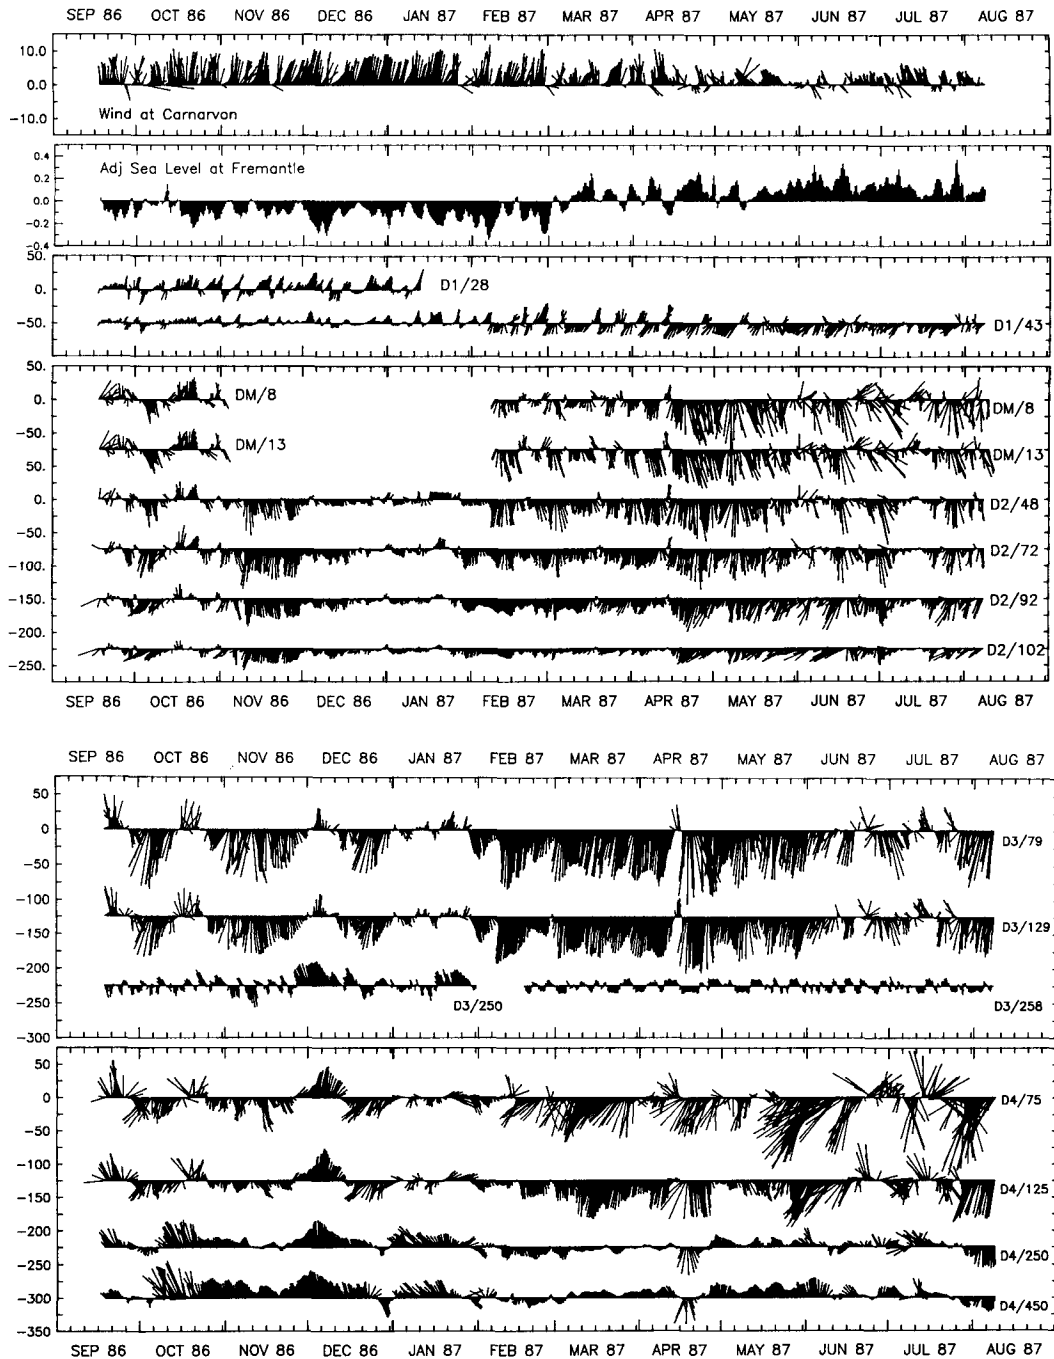 SEP 86 OCT 86 NOV 86 DEC 86 JAN 87 FEB 87 MAR 87 APR 87 MAY 87 JUN 87 JUL 87 AUG 87
10.0
0.0
-10.0
Wind at Carnarvon
0.4
0.2
0.0
-0.2
-0.4
Adj Sea Level at Fremantle
50.
0.
-50.
D1/28
D1/43
50.
0.
-50.
50.
0.
50.
0.
-50.
-50.
-100.
-150.
-200.
-250.
DM/8
DM/8
DM/13
DM/13
D2/48
D2/72
D2/92
D2/102
SEP 86 OCT 86 NOV 86 DEC 86 JAN 87 FEB 87 MAR 87 APR 87 MAY 87 JUN 87 JUL 87 AUG 87
SEP 86 OCT 86 NOV 86 DEC 86 JAN 87 FEB 87 MAR 87 APR 87 MAY 87 JUN 87 JUL 87 AUG 87
50
0
-50
-100
-150
-200
-250
-300
D3/79
D3/129
D3/250
D3/258
50
0
-50
-100
-150
-200
-250
-300
-350
D4/75
D4/125
D4/250
D4/450
SEP 86 OCT 86 NOV 86 DEC 86 JAN 87 FEB 87 MAR 87 APR 87 MAY 87 JUN 87 JUL 87 AUG 87